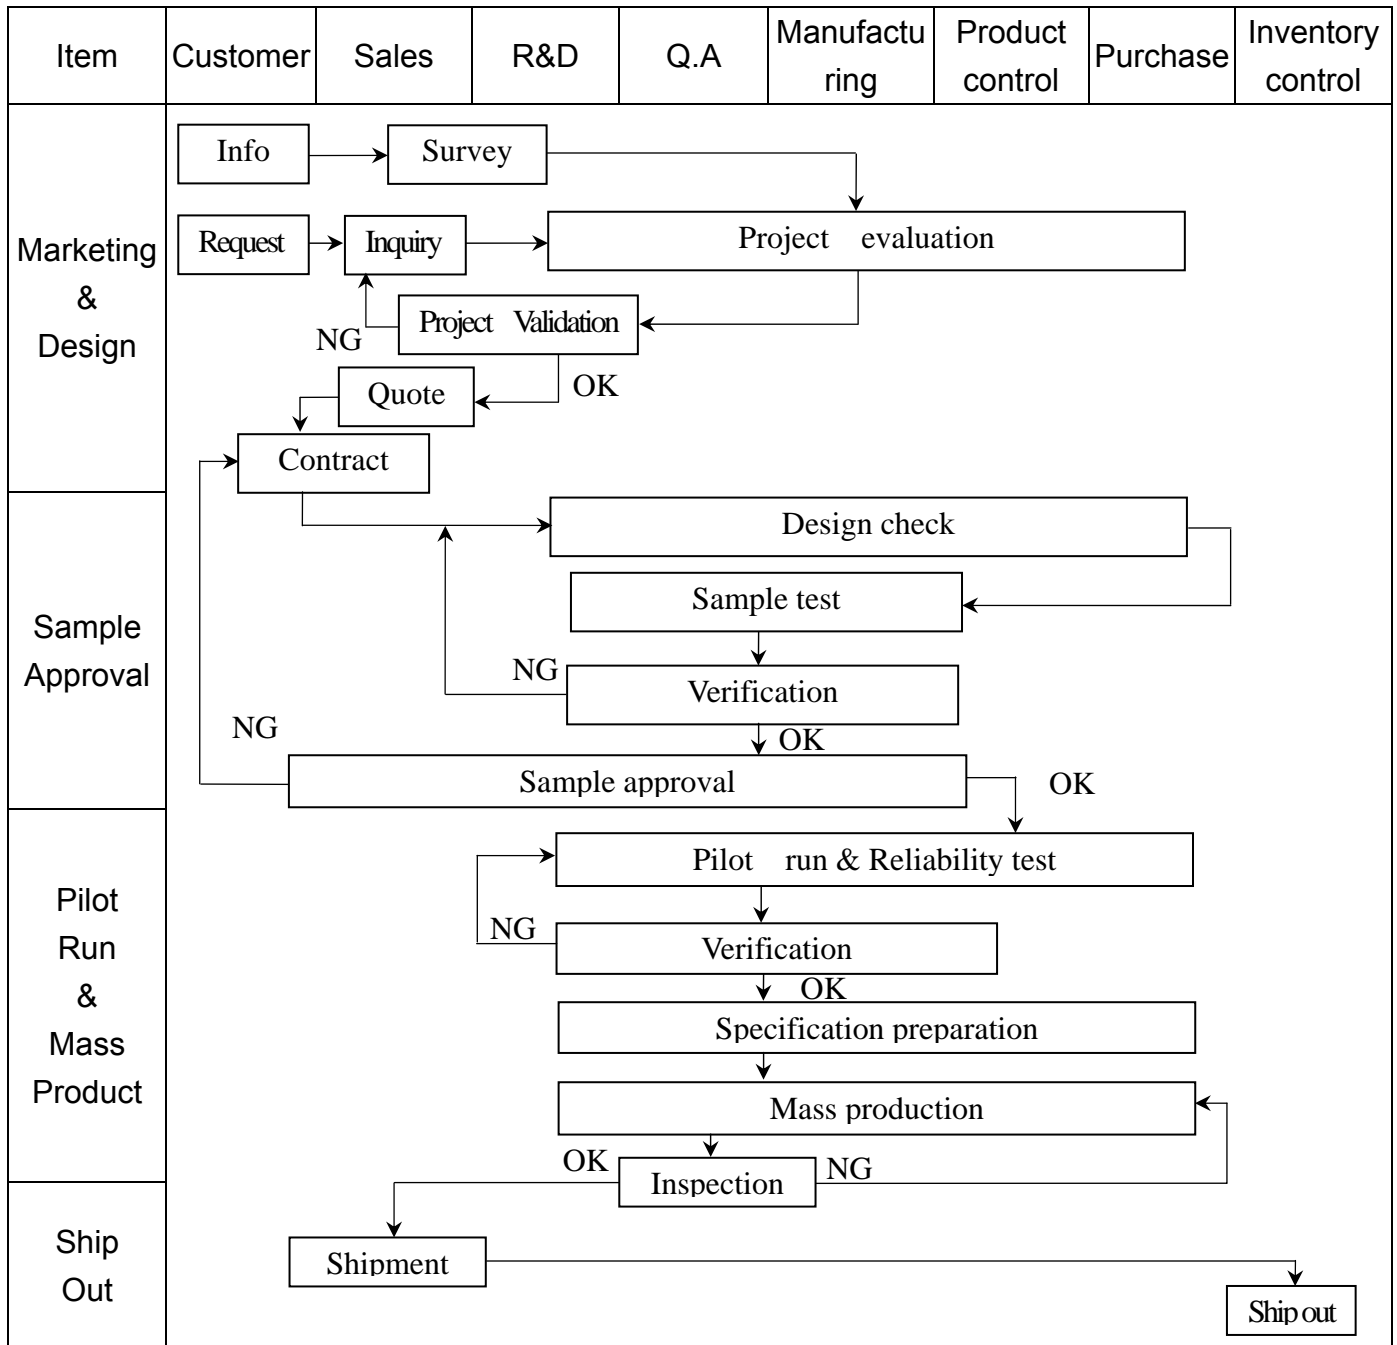 Item
Customer
Sales
R&D
Q.A
Manufactu
ring
Product
control
Purchase
Inventory
control
Marketing
&
Design
Info
Survey
Request
Inquiry
Project evaluation
NG
Project Validation
OK
Quote
Contract
Sample
Approval
Design check
Sample test
NG
Verification
NG
OK
Sample approval
OK
Pilot
Run
&
Mass
Product
Pilot run & Reliability test
NG
Verification
OK
Specification preparation
Mass production
OK
Inspection
NG
Ship
Out
Shipment
Ship out